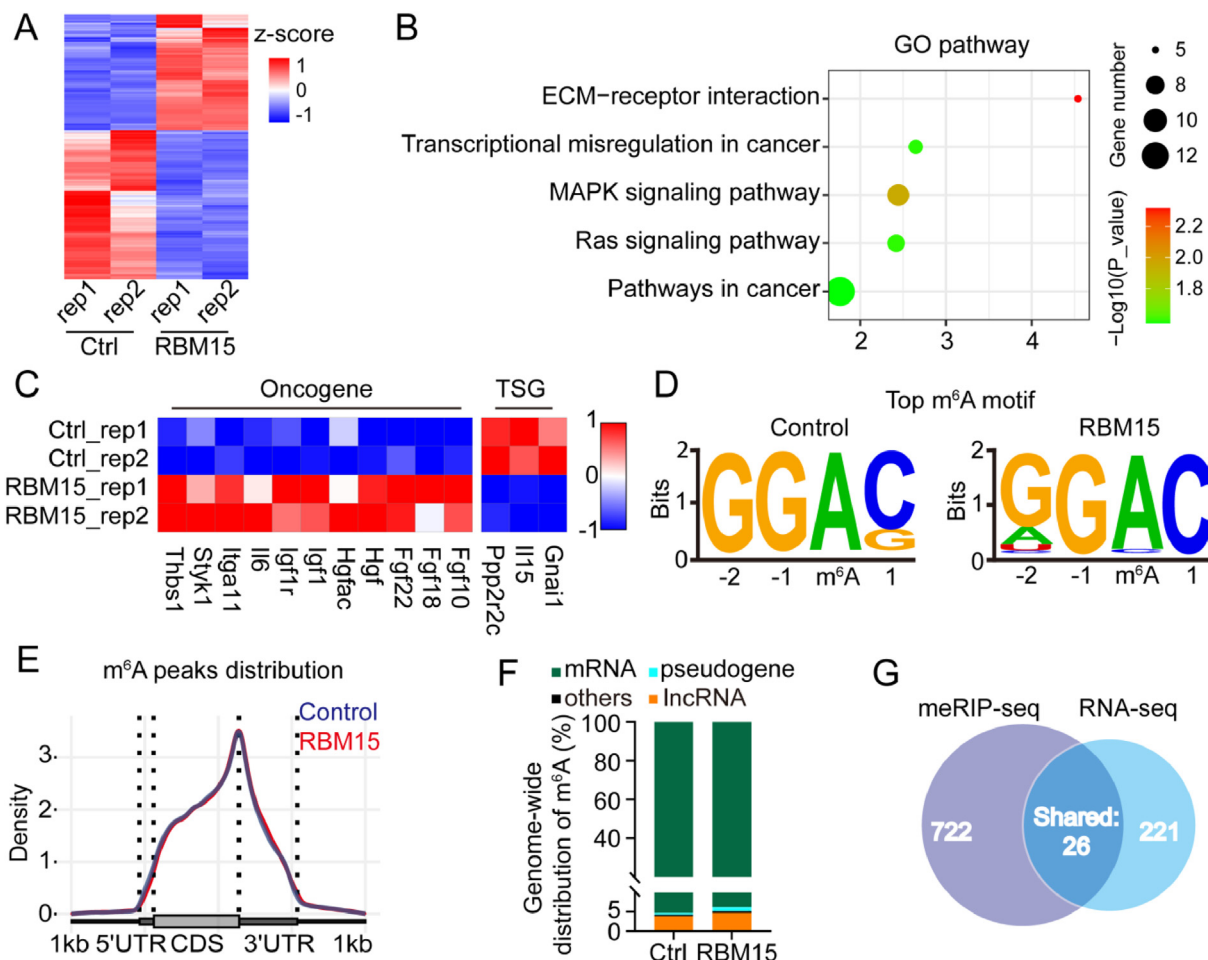 A
z-score
1
0
-1
rep1
rep2
rep1
rep2
Ctrl
RBM15
B
GO pathway
ECM−receptor interaction
Transcriptional misregulation in cancer
MAPK signaling pathway
Ras signaling pathway
Pathways in cancer
2
3
4
Gene number
5
8
10
12
−Log10(P_value)
2.2
2.0
1.8
C
Oncogene
TSG
Ctrl_rep1
Ctrl_rep2
RBM15_rep1
RBM15_rep2
1
0
-1
Thbs1
Styk1
Itga11
Il6
Igf1r
Igf1
Hgfac
Hgf
Fgf22
Fgf18
Fgf10
Ppp2r2c
Il15
Gnai1
D
Top m⁶A motif
Control
Bits
2
1
0
GGAC
G
-2
-1
m⁶A
1
RBM15
Bits
2
1
0
GGAC
A
-2
-1
m⁶A
1
E
m⁶A peaks distribution
Control
RBM15
Density
3.
2.
1.
0.
1kb
5'UTR
CDS
3'UTR
1kb
F
mRNA
pseudogene
others
lncRNA
Genome-wide
distribution of m⁶A (%)
100
80
60
40
5
0
Ctrl
RBM15
G
meRIP-seq
RNA-seq
722
Shared:
26
221